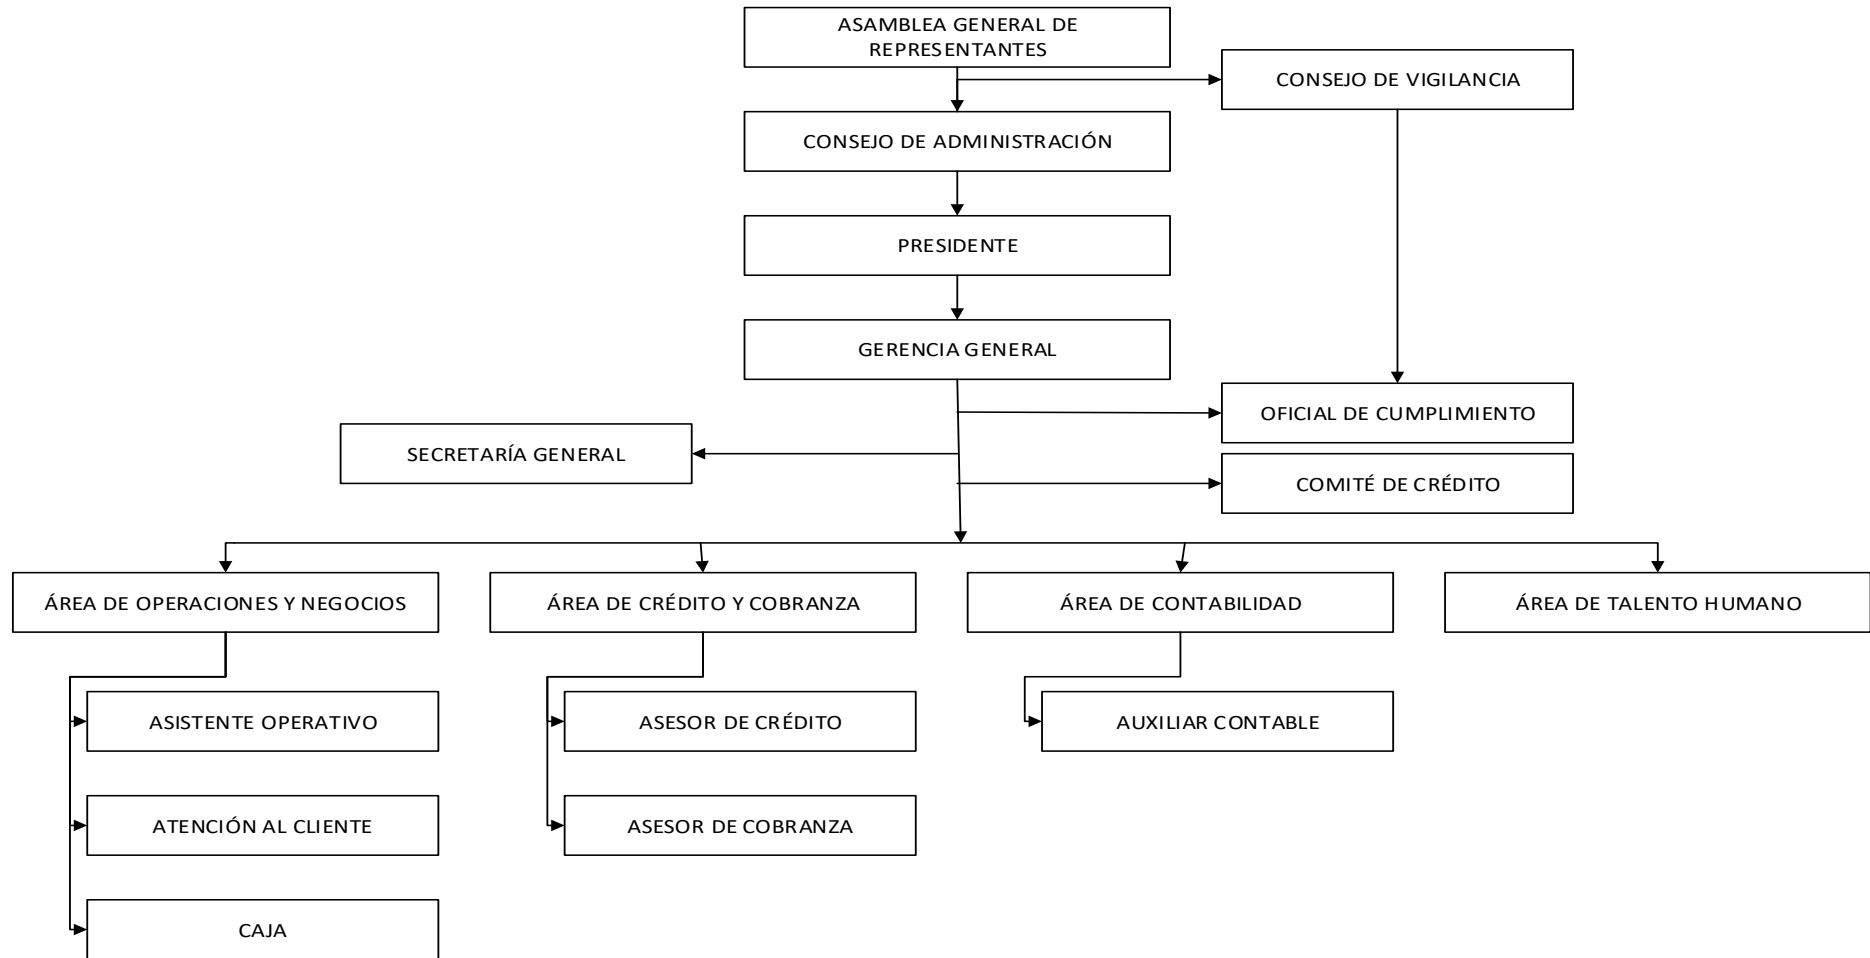 ASAMBLEA GENERAL DE
REPRESENTANTES
CONSEJO DE VIGILANCIA
CONSEJO DE ADMINISTRACIÓN
PRESIDENTE
GERENCIA GENERAL
OFICIAL DE CUMPLIMIENTO
SECRETARÍA GENERAL
COMITÉ DE CRÉDITO
ÁREA DE OPERACIONES Y NEGOCIOS
ÁREA DE CRÉDITO Y COBRANZA
ÁREA DE CONTABILIDAD
ÁREA DE TALENTO HUMANO
ASISTENTE OPERATIVO
ASESOR DE CRÉDITO
AUXILIAR CONTABLE
ATENCIÓN AL CLIENTE
ASESOR DE COBRANZA
CAJA